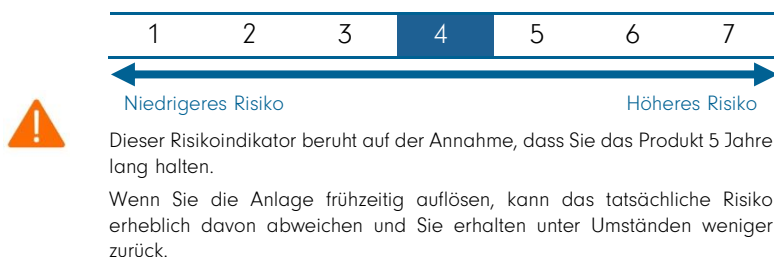 1 2 3 4 5 6 7
Niedrigeres Risiko Höheres Risiko
Dieser Risikoindikator beruht auf der Annahme, dass Sie das Produkt 5 Jahre
lang halten.
Wenn Sie die Anlage frühzeitig auflösen, kann das tatsächliche Risiko
erheblich davon abweichen und Sie erhalten unter Umständen weniger
zurück.